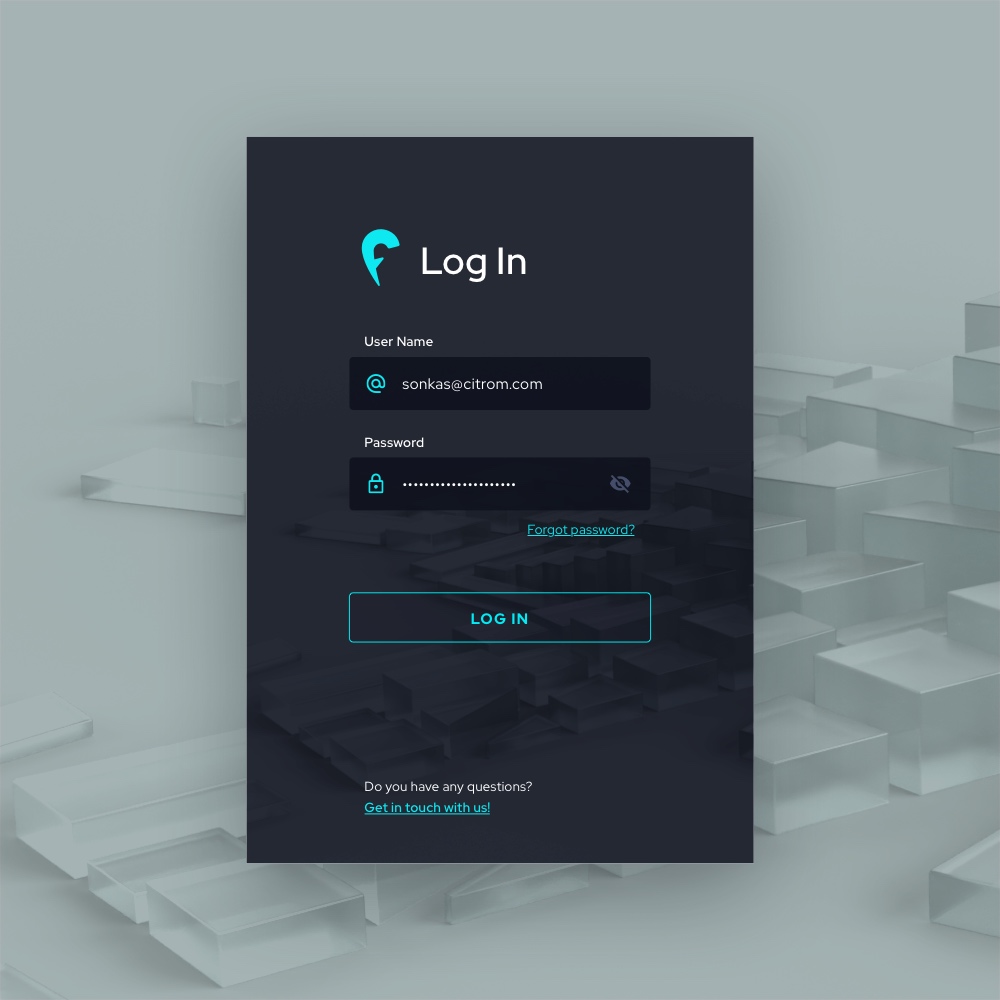 Log In
User Name
sonkas@citrom.com
Password
•••••••••••••••••••••
Forgot password?
LOG IN
Do you have any questions?
Get in touch with us!